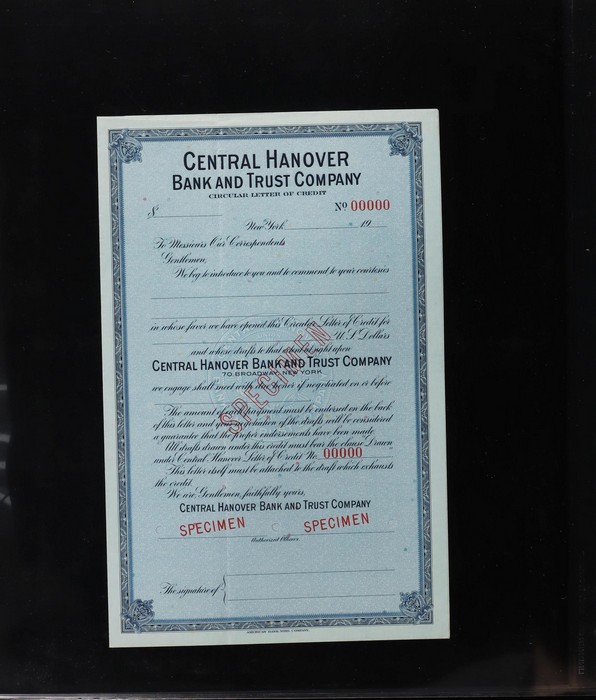 CENTRAL HANOVER
BANK AND TRUST COMPANY
CIRCULAR LETTER OF CREDIT
$
Nº 00000
New York 19
To Messieurs Our Correspondents
Gentlemen,
We beg to introduce to you and to commend to your courtesies
in whose favor we have opened this Circular Letter of Credit for
U.S. Dollars
and whose drafts to that extent at sight upon
CENTRAL HANOVER BANK AND TRUST COMPANY
70 BROADWAY, NEW YORK
we engage shall meet with due honor if negotiated on or before
SPECIMEN
The amount of each payment must be endorsed on the back
of this letter and your negotiation of the drafts will be considered
a guarantee that the proper endorsements have been made.
All drafts drawn under this credit must bear the clause Drawn
under Central Hanover Letter of Credit No. 00000
This letter itself must be attached to the draft which exhausts
the credit.
We are, Gentlemen, faithfully yours,
CENTRAL HANOVER BANK AND TRUST COMPANY
SPECIMEN SPECIMEN
Authorized Officer
The signature of
AMERICAN BANK NOTE COMPANY.